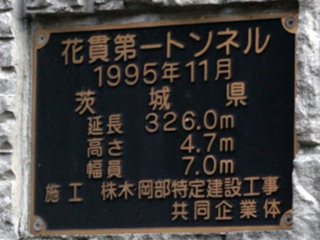 花貫第一トンネル
1995年11月
茨城県
延長 326.0m
高さ 4.7m
幅員 7.0m
施工 株木・岡部特定建設工事
共同企業体